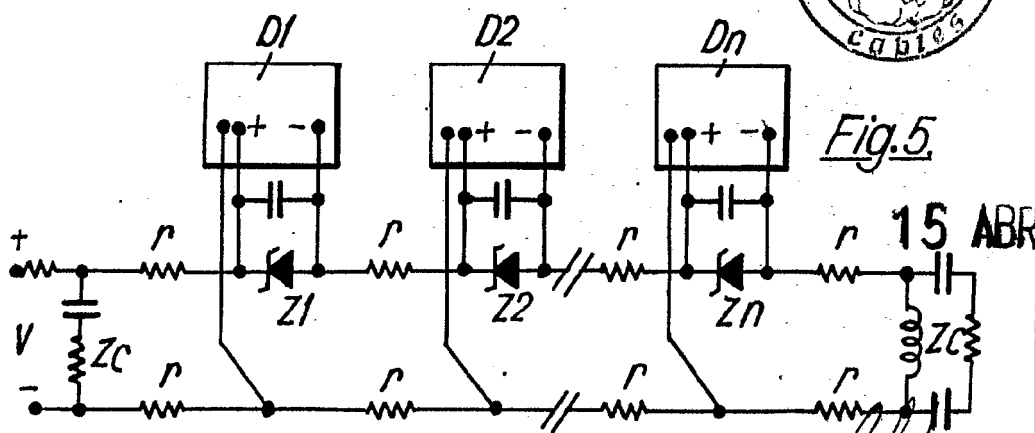 cables
D1 D2 Dn
+ - + - + -
Fig.5.
15 ABR
+ r r r r
Z1 Z2 Zn
V Zc Zc
- r r r r